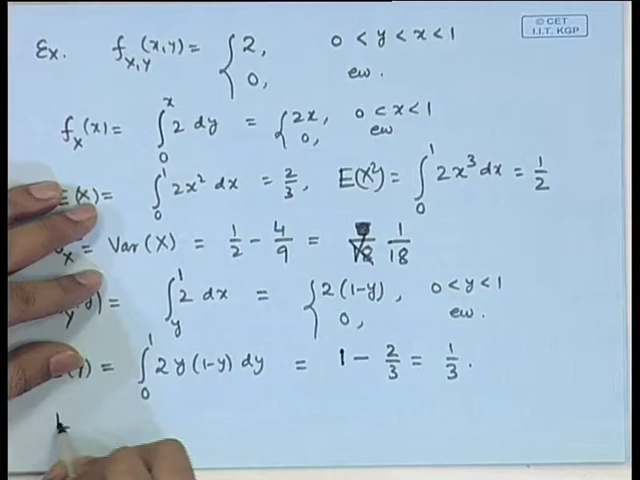 © CET
I.I.T. KGP
Ex. f_{X,Y}(x,y) = { 2, 0 < y < x < 1
0, ew.
f_X(x) = ∫_0^x 2 dy = { 2x, 0 < x < 1
0, ew
E(X) = ∫_0^1 2x² dx = 2/3, E(X²) = ∫_0^1 2x³ dx = 1/2
x = Var(X) = 1/2 - 4/9 = 1/18
y(y) = ∫_y^1 2 dx = { 2(1-y), 0 < y < 1
0, ew.
= ∫_0^1 2y(1-y) dy = 1 - 2/3 = 1/3.